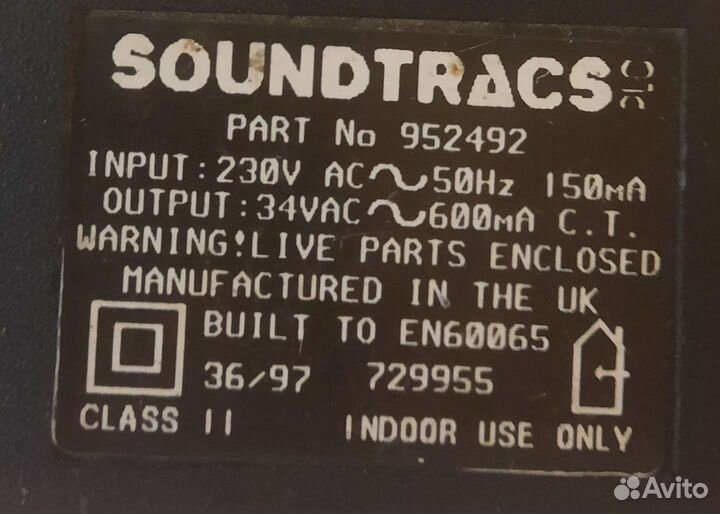 SOUNDTRACS PLC
PART No 952492
INPUT:230V AC∿50Hz 150mA
OUTPUT:34VAC∿600mA C.T.
WARNING!LIVE PARTS ENCLOSED
MANUFACTURED IN THE UK
BUILT TO EN60065
36/97 729955
CLASS II INDOOR USE ONLY
Avito